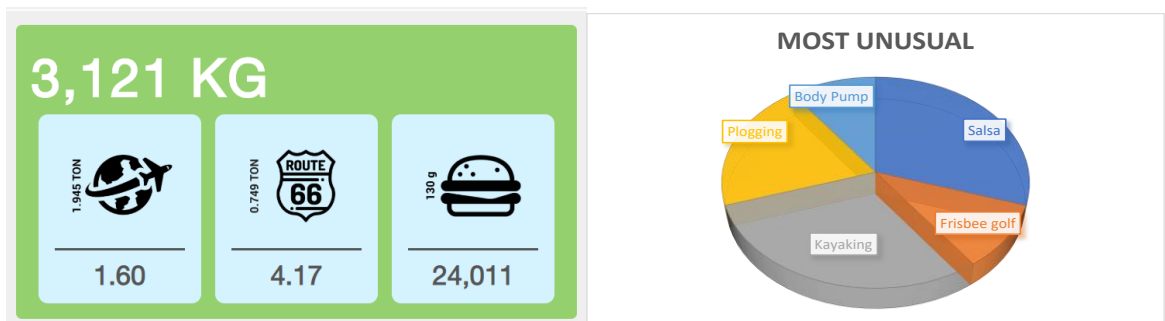 3,121 KG
1.945 TON
1.60
0.749 TON
ROUTE
66
4.17
130 g
24,011
MOST UNUSUAL
Body Pump
Plogging
Salsa
Frisbee golf
Kayaking